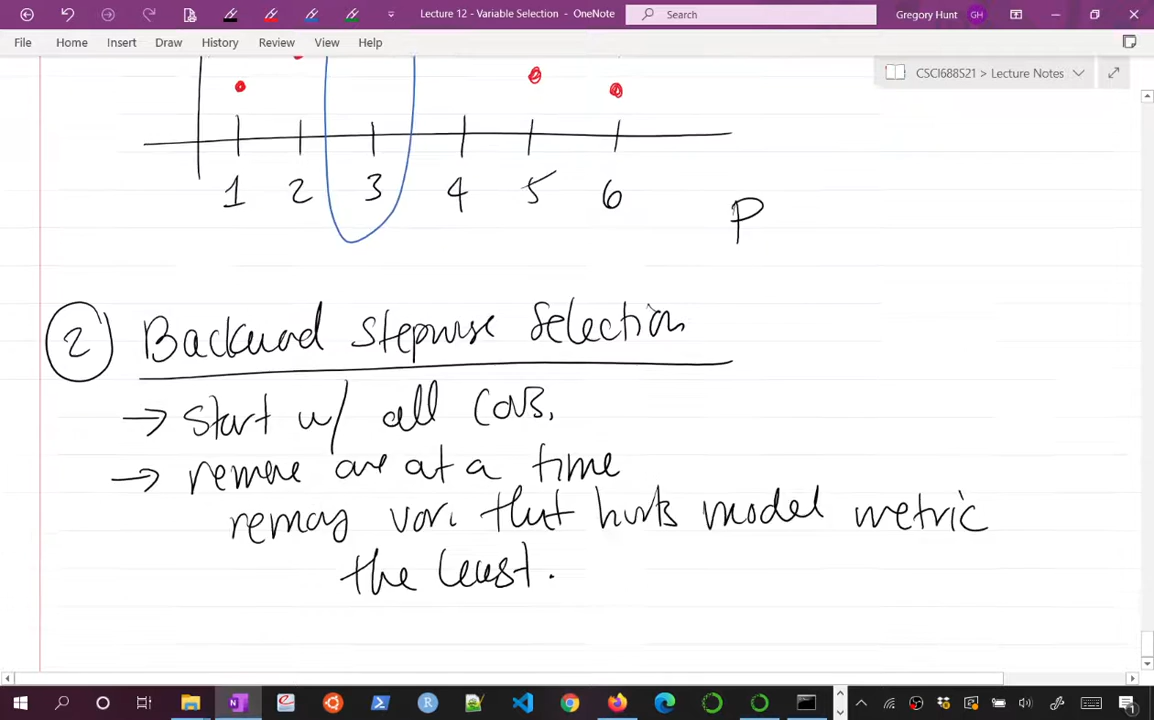 Lecture 12 - Variable Selection - OneNote
Search
Gregory Hunt GH
File Home Insert Draw History Review View Help
CSCI688S21 > Lecture Notes
1 2 3 4 5 6
P
2 Backward Stepwise Selection
→ start w/ all COVS.
→ remove one at a time
remove var. that hurts model metric
the least.